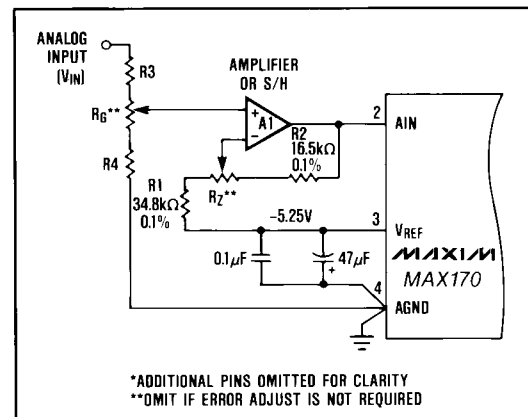 ANALOG
INPUT
(VIN)
R3
RG**
R4
AMPLIFIER
OR S/H
+
A1
−
R2
16.5kΩ
0.1%
2
AIN
R1
34.8kΩ
0.1%
RZ**
−5.25V
3
VREF
0.1μF
47μF
+
MAXIM
MAX170
4
AGND
*ADDITIONAL PINS OMITTED FOR CLARITY
**OMIT IF ERROR ADJUST IS NOT REQUIRED